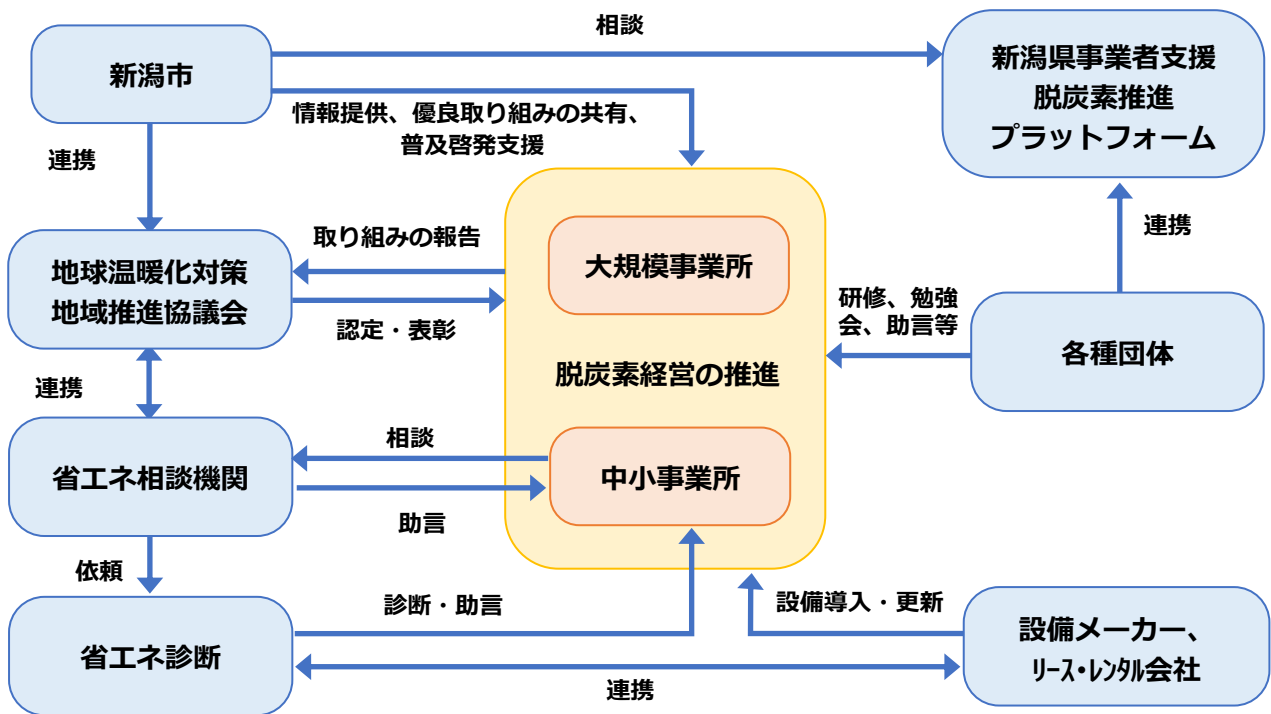 相談
新潟市
新潟県事業者支援
脱炭素推進
プラットフォーム
情報提供、優良取り組みの共有、
普及啓発支援
連携
連携
取り組みの報告
大規模事業所
地球温暖化対策
地域推進協議会
認定・表彰
研修、勉強
会、助言等
各種団体
脱炭素経営の推進
連携
相談
省エネ相談機関
中小事業所
助言
依頼
診断・助言
設備導入・更新
省エネ診断
設備メーカー、
リース・レンタル会社
連携